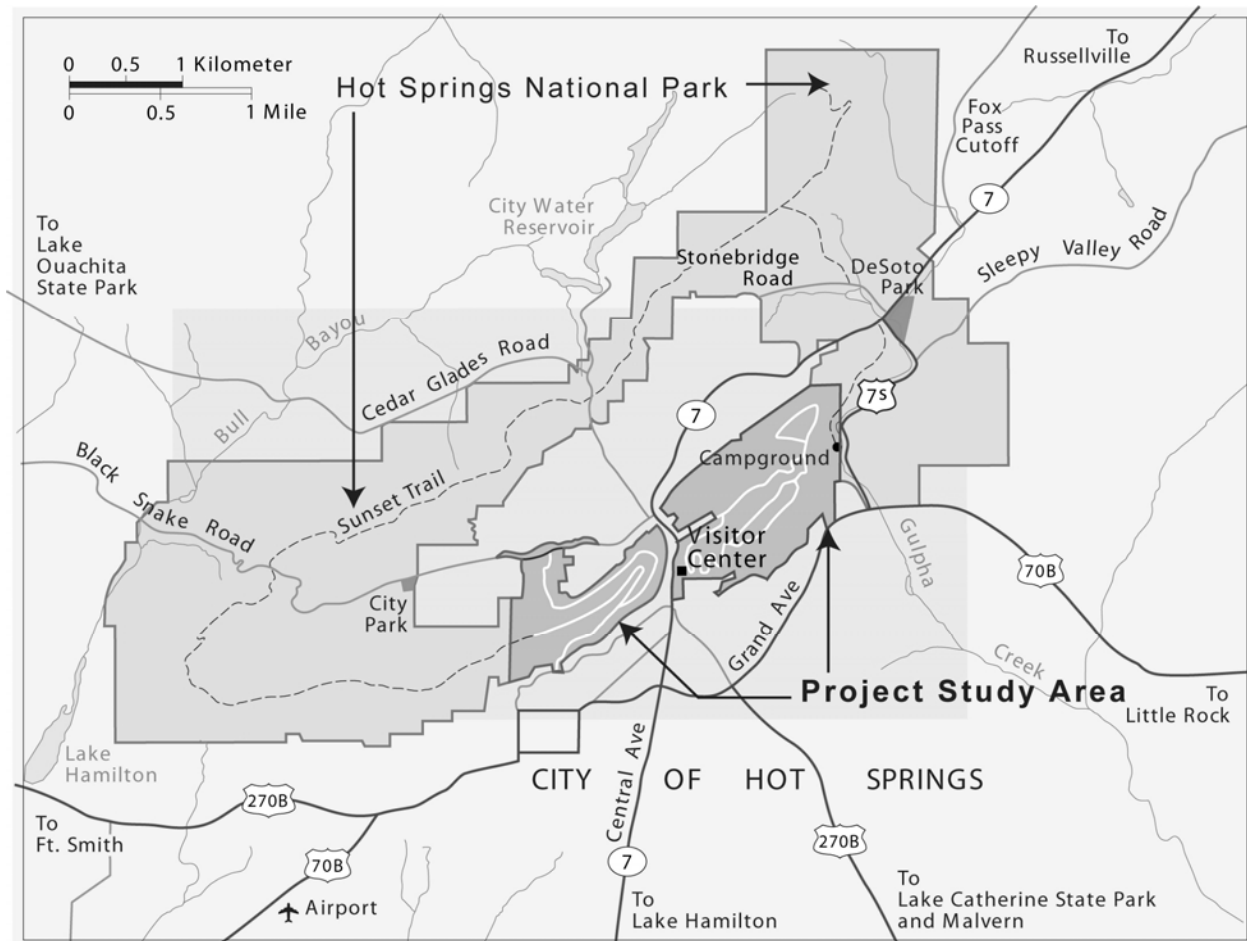 0 0.5 1 Kilometer
0 0.5 1 Mile
Hot Springs National Park
To
Russellville
Fox
Pass
Cutoff
7
Sleepy Valley Road
City Water
Reservoir
To
Lake
Ouachita
State Park
Stonebridge
Road
DeSoto
Park
Bayou
Bull
Cedar Glades Road
7
7S
Black Snake Road
Sunset Trail
Campground
Visitor
Center
Gulpha
Creek
70B
City
Park
Grand Ave
Project Study Area
To
Little Rock
Lake
Hamilton
CITY OF HOT SPRINGS
Central Ave
270B
To
Ft. Smith
70B
Airport
7
To
Lake Hamilton
270B
To
Lake Catherine State Park
and Malvern